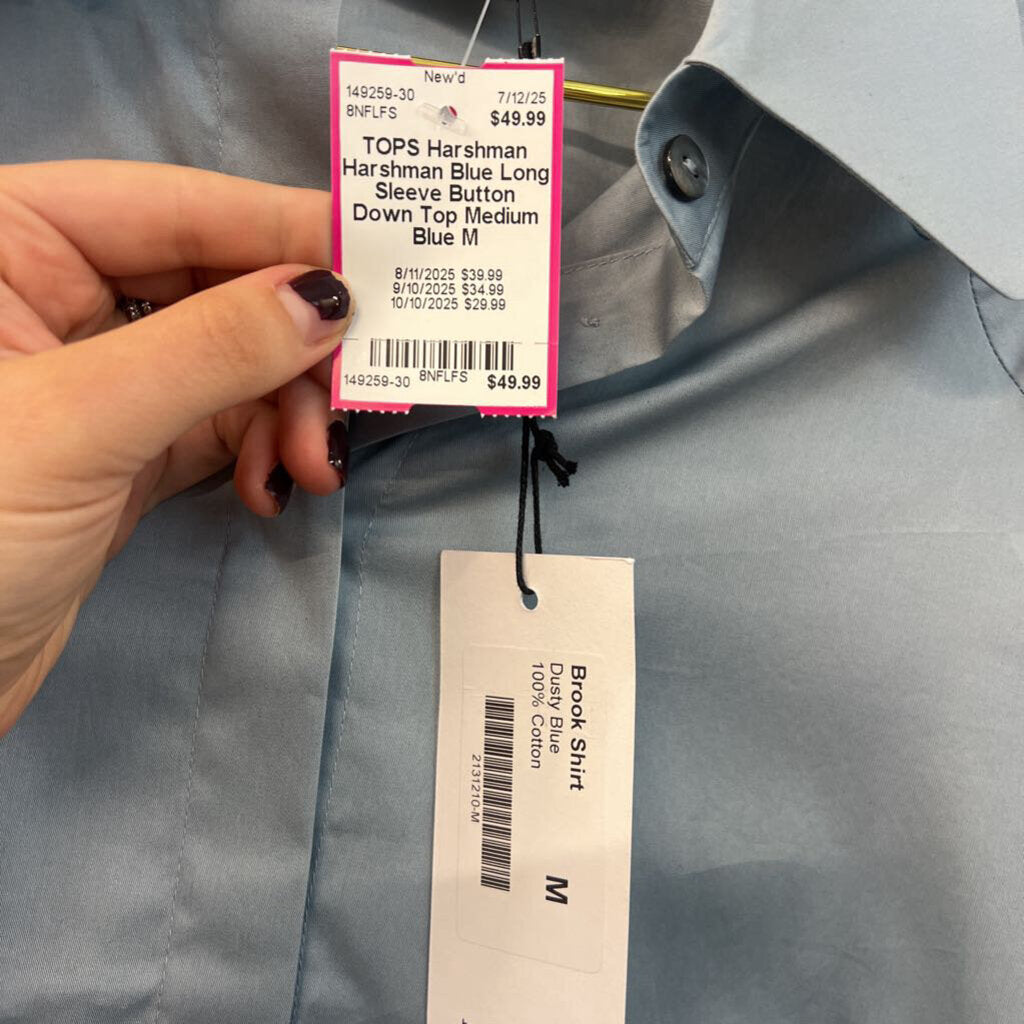 New'd
149259-30 7/12/25
8NFLFS $49.99
TOPS Harshman
Harshman Blue Long
Sleeve Button
Down Top Medium
Blue M
8/11/2025 $39.99
9/10/2025 $34.99
10/10/2025 $29.99
149259-30 8NFLFS $49.99
Brook Shirt
Dusty Blue
100% Cotton
2131210-M
M